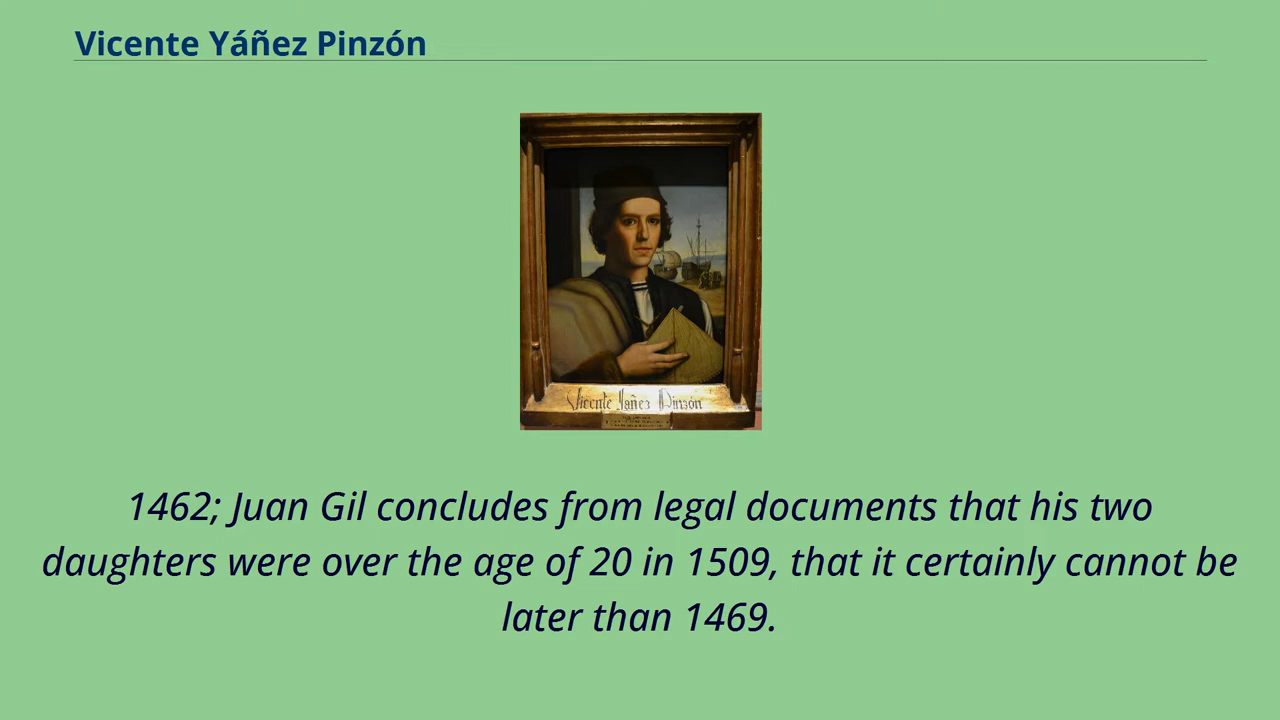 Vicente Yáñez Pinzón
Vicente Yañez Pinzón
1462; Juan Gil concludes from legal documents that his two
daughters were over the age of 20 in 1509, that it certainly cannot be
later than 1469.